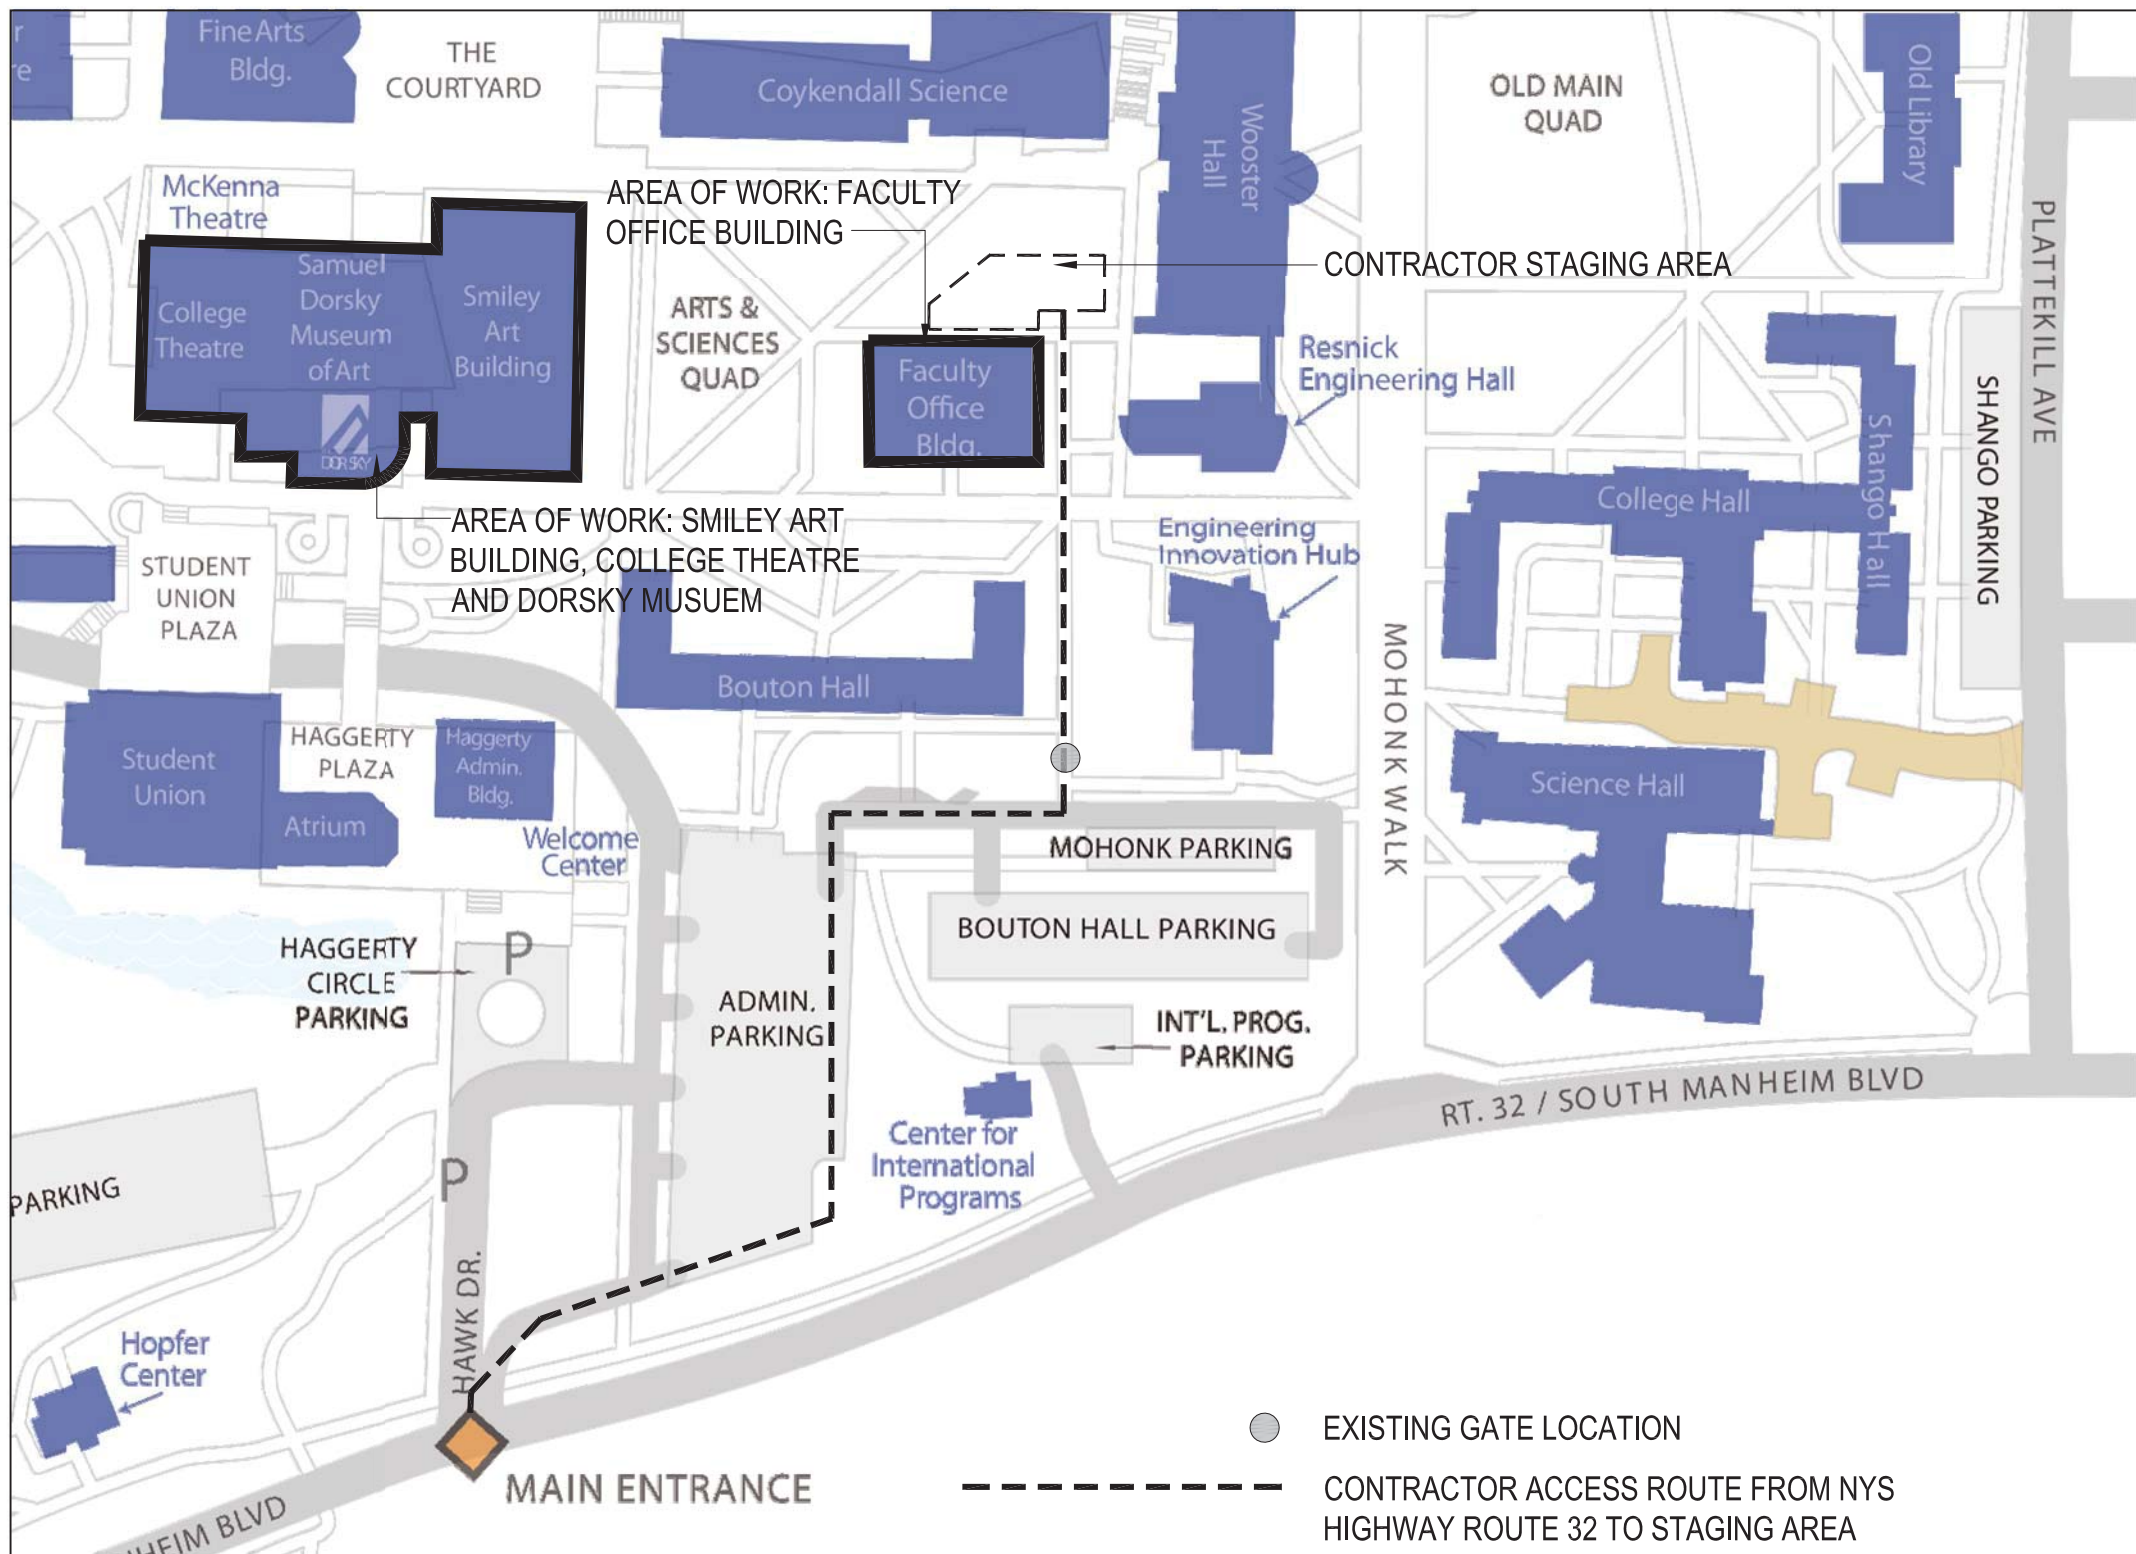 r
re
Fine Arts
Bldg.
THE
COURTYARD
Coykendall Science
Wooster
Hall
OLD MAIN
QUAD
Old Library
PLATTEKILL AVE
McKenna
Theatre
AREA OF WORK: FACULTY
OFFICE BUILDING
CONTRACTOR STAGING AREA
College
Theatre
Samuel
Dorsky
Museum
of Art
DORSKY
Smiley
Art
Building
ARTS &
SCIENCES
QUAD
Faculty
Office
Bldg.
Resnick
Engineering Hall
SHANGO PARKING
Shango Hall
College Hall
AREA OF WORK: SMILEY ART
BUILDING, COLLEGE THEATRE
AND DORSKY MUSUEM
Engineering
Innovation Hub
STUDENT
UNION
PLAZA
MOHONK WALK
Bouton Hall
Student
Union
HAGGERTY
PLAZA
Haggerty
Admin.
Bldg.
Atrium
Welcome
Center
Science Hall
MOHONK PARKING
BOUTON HALL PARKING
HAGGERTY
CIRCLE
PARKING
P
ADMIN.
PARKING
INT'L. PROG.
PARKING
RT. 32 / SOUTH MANHEIM BLVD
Center for
International
Programs
P
PARKING
HAWK DR.
Hopfer
Center
MAIN ENTRANCE
HEIM BLVD
EXISTING GATE LOCATION
CONTRACTOR ACCESS ROUTE FROM NYS
HIGHWAY ROUTE 32 TO STAGING AREA